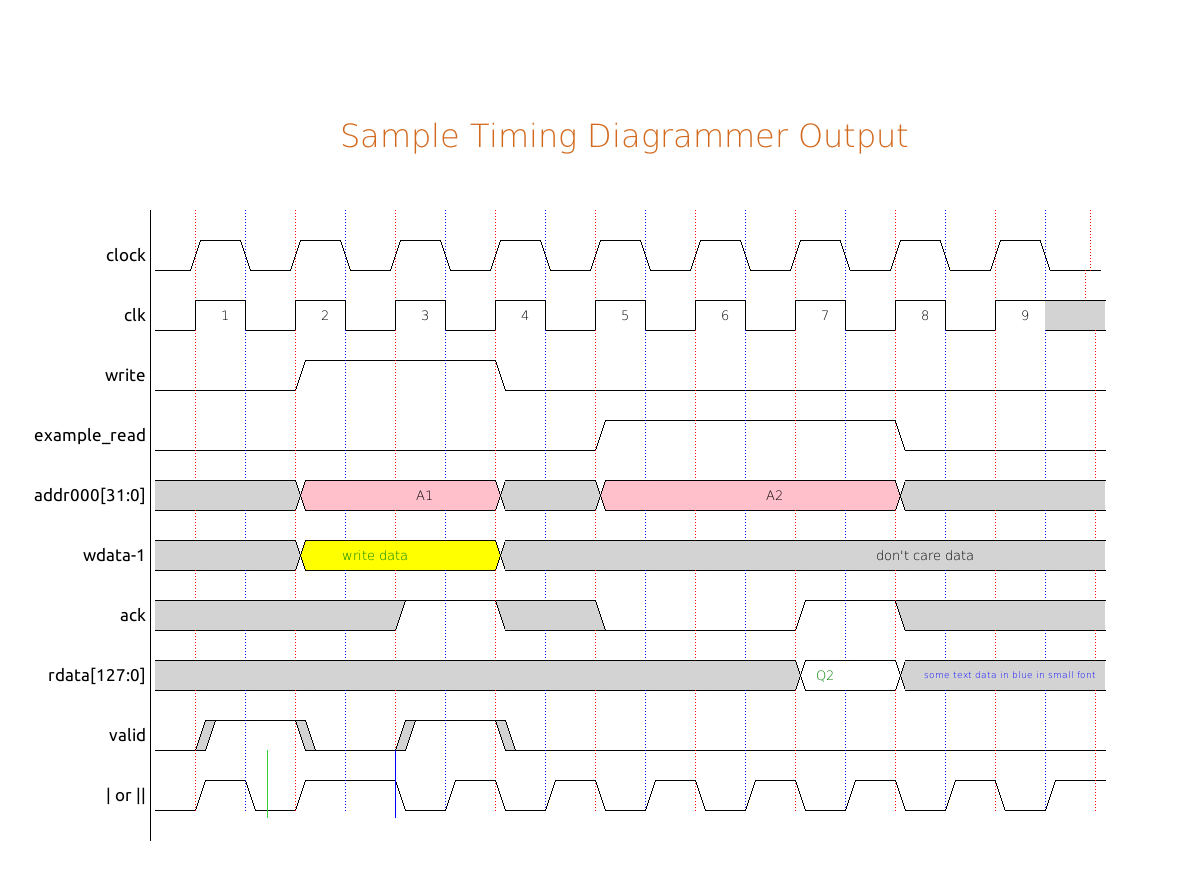 Sample Timing Diagrammer Output
clock
clk 1 2 3 4 5 6 7 8 9
write
example_read
addr000[31:0] A1 A2
wdata-1 write data don't care data
ack
rdata[127:0] Q2 some text data in blue in small font
valid
| or ||